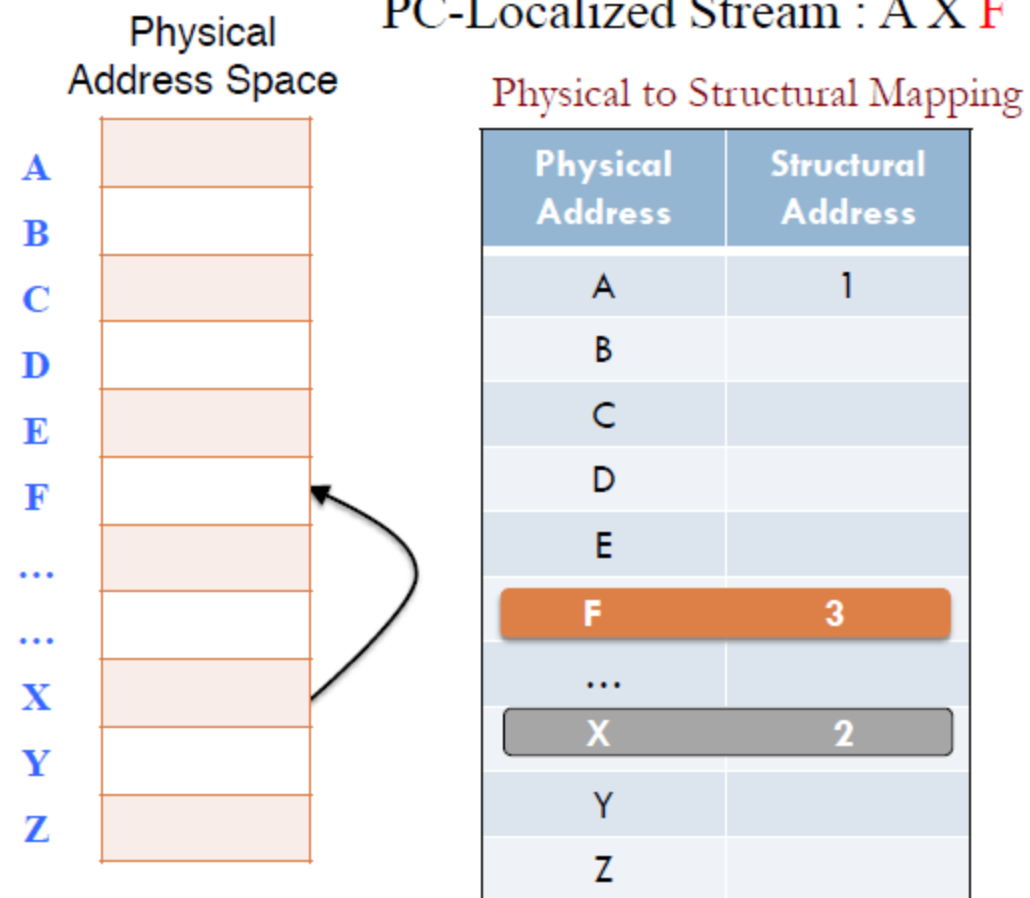 PC-Localized Stream : A X F
Physical
Address Space
Physical to Structural Mapping
A
B
C
D
E
F
...
...
X
Y
Z
Physical Address Structural Address
A 1
B
C
D
E
F 3
...
X 2
Y
Z